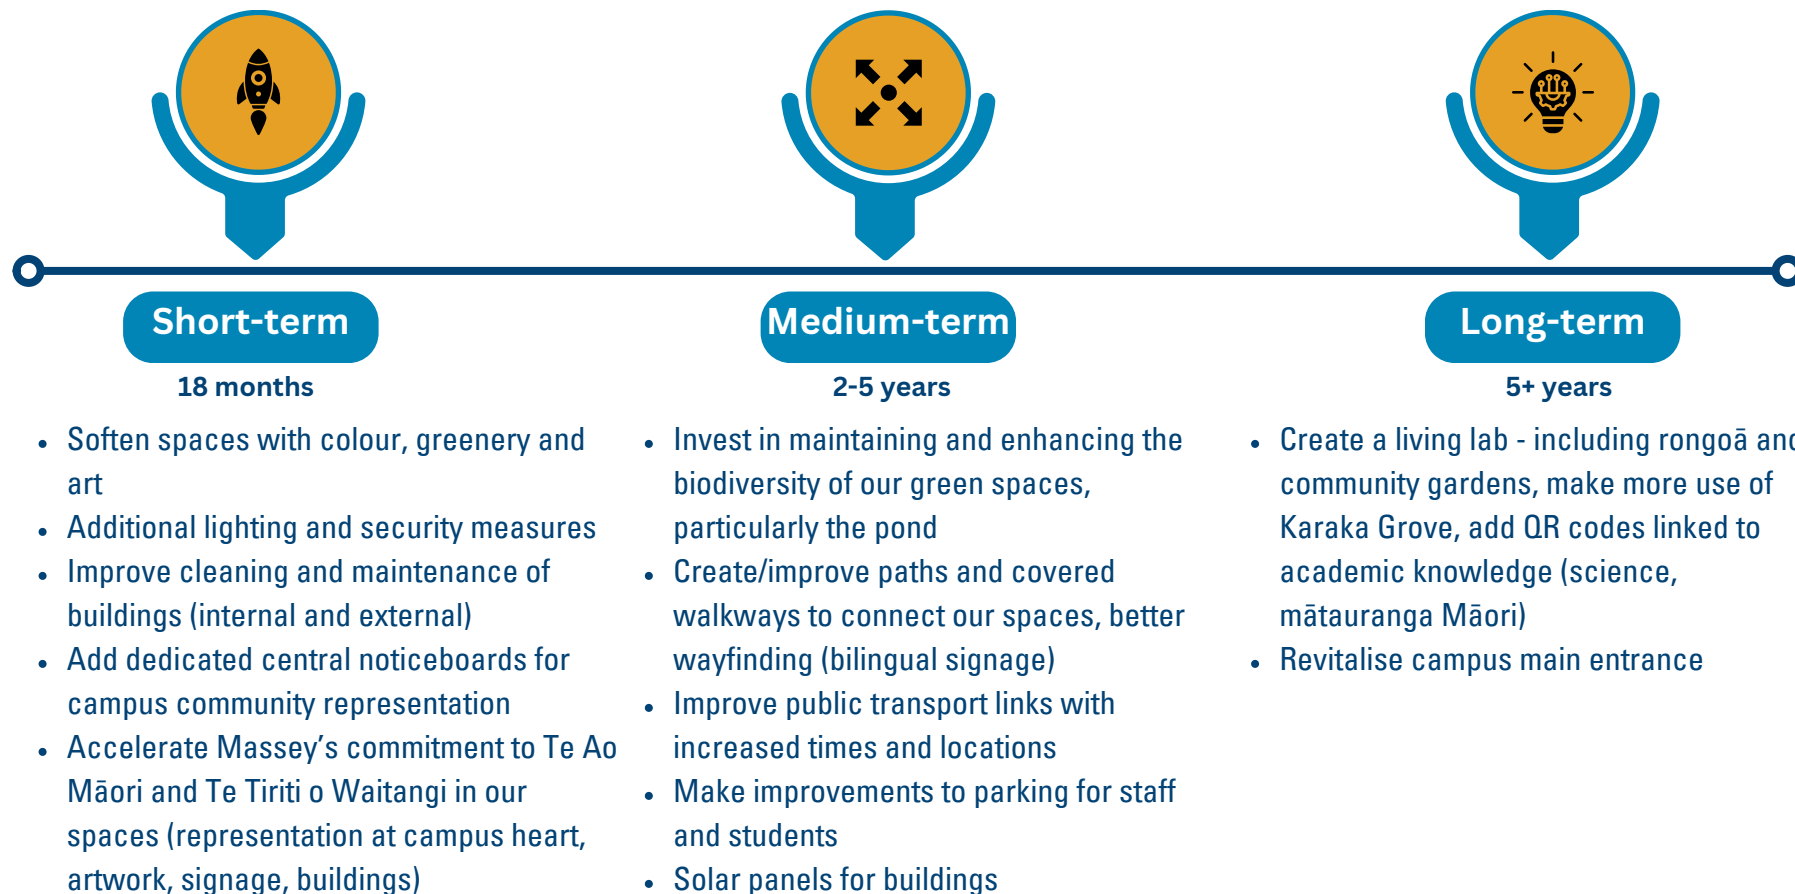 Short-term
18 months
• Soften spaces with colour, greenery and
art
• Additional lighting and security measures
• Improve cleaning and maintenance of
buildings (internal and external)
• Add dedicated central noticeboards for
campus community representation
• Accelerate Massey’s commitment to Te Ao
Māori and Te Tiriti o Waitangi in our
spaces (representation at campus heart,
artwork, signage, buildings)
Medium-term
2-5 years
• Invest in maintaining and enhancing the
biodiversity of our green spaces,
particularly the pond
• Create/improve paths and covered
walkways to connect our spaces, better
wayfinding (bilingual signage)
• Improve public transport links with
increased times and locations
• Make improvements to parking for staff
and students
• Solar panels for buildings
Long-term
5+ years
• Create a living lab - including rongoā and
community gardens, make more use of
Karaka Grove, add QR codes linked to
academic knowledge (science,
mātauranga Māori)
• Revitalise campus main entrance